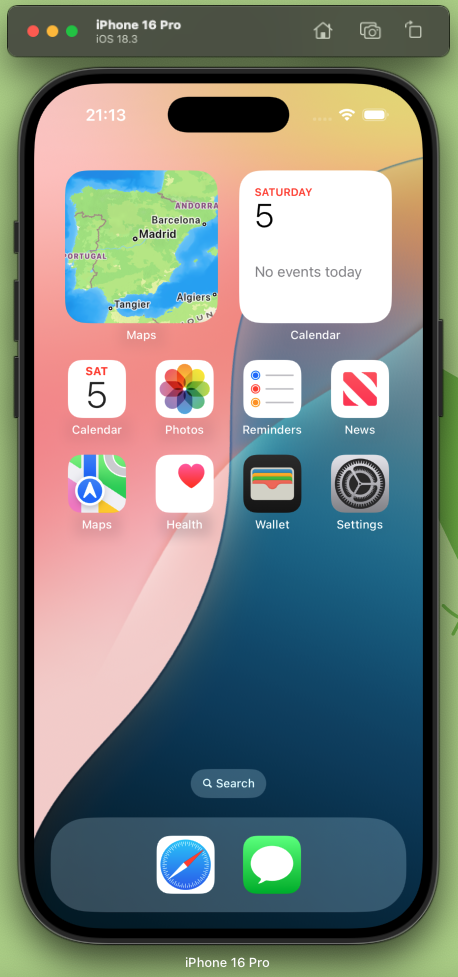 iPhone 16 Pro
iOS 18.3
21:13
ANDORRA
Barcelona
Madrid
PORTUGAL
Tangier
Algiers
Maps
SATURDAY
5
No events today
Calendar
SAT
5
Calendar
Photos
Reminders
News
Maps
Health
Wallet
Settings
Search
iPhone 16 Pro